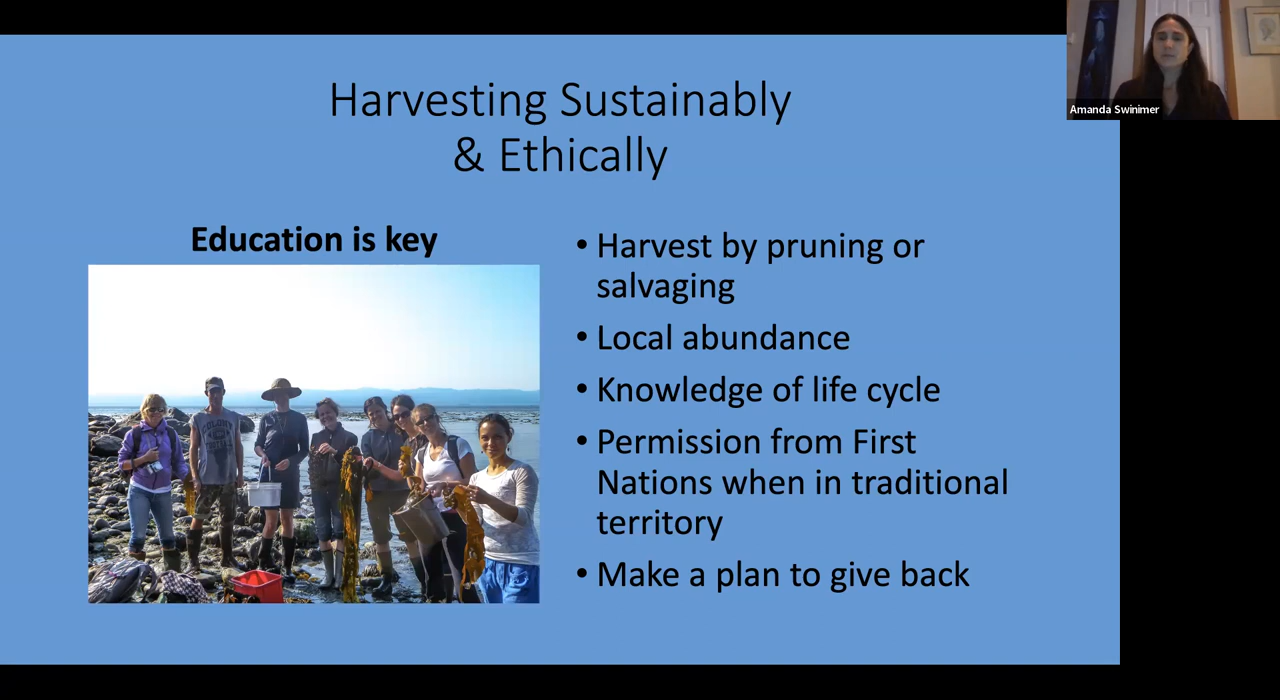 Harvesting Sustainably
& Ethically
Education is key
• Harvest by pruning or
salvaging
• Local abundance
• Knowledge of life cycle
• Permission from First
Nations when in traditional
territory
• Make a plan to give back
Amanda Swinimer